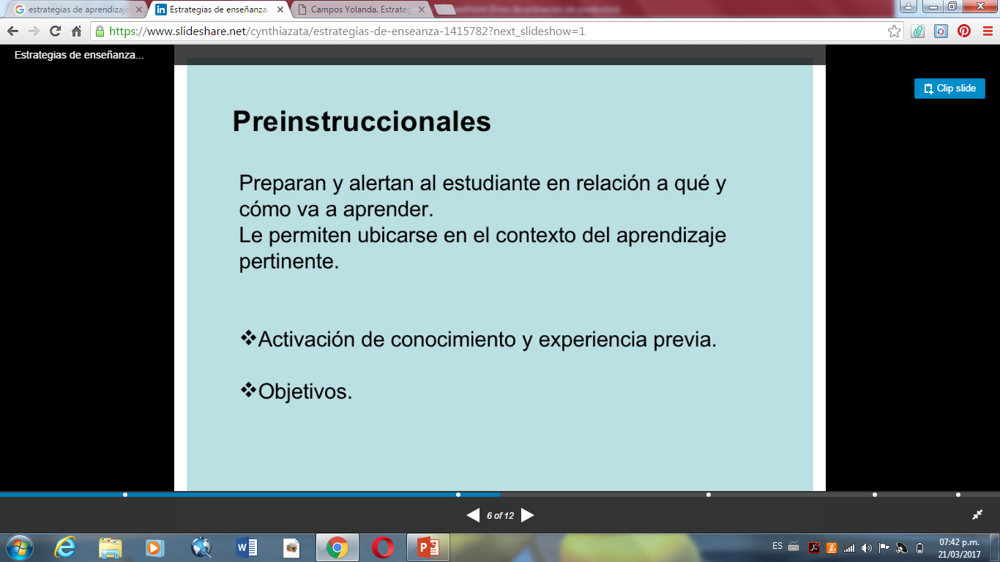 estrategias de aprendizaje
Estrategias de enseñanza...
Campos Yolanda. Estrateg
https://www.slideshare.net/cynthiazata/estrategias-de-enseanza-1415782?next_slideshow=1
Estrategias de enseñanza...
Clip slide
Preinstruccionales
Preparan y alertan al estudiante en relación a qué y
cómo va a aprender.
Le permiten ubicarse en el contexto del aprendizaje
pertinente.
❖Activación de conocimiento y experiencia previa.
❖Objetivos.
6 of 12
ES
07:42 p.m.
21/03/2017